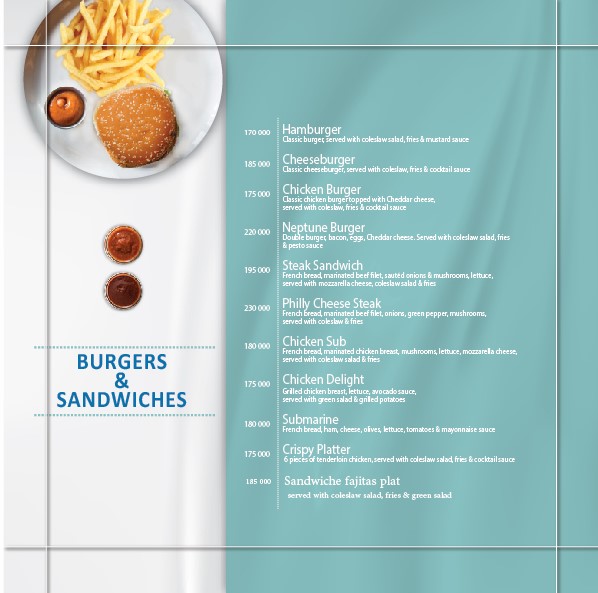 170 000 Hamburger
Classic burger, served with coleslaw salad, fries & mustard sauce
185 000 Cheeseburger
Classic cheeseburger, served with coleslaw, fries & cocktail sauce
175 000 Chicken Burger
Classic chicken burger topped with Cheddar cheese,
served with coleslaw, fries & cocktail sauce
220 000 Neptune Burger
Double burger, bacon, eggs, Cheddar cheese. Served with coleslaw salad, fries
& pesto sauce
195 000 Steak Sandwich
French bread, marinated beef filet, sautéd onions & mushrooms, lettuce,
served with mozzarella cheese, coleslaw salad & fries
230 000 Philly Cheese Steak
French bread, marinated beef filet, onions, green pepper, mushrooms,
served with coleslaw & fries
180 000 Chicken Sub
French bread, marinated chicken breast, mushrooms, lettuce, mozzarella cheese,
served with coleslaw salad & fries
175 000 Chicken Delight
Grilled chicken breast, lettuce, avocado sauce,
served with green salad & grilled potatoes
180 000 Submarine
French bread, ham, cheese, olives, lettuce, tomatoes & mayonnaise sauce
175 000 Crispy Platter
6 pieces of tenderloin chicken, served with coleslaw salad, fries & cocktail sauce
185 000 Sandwiche fajitas plat
served with coleslaw salad, fries & green salad
BURGERS
&
SANDWICHES